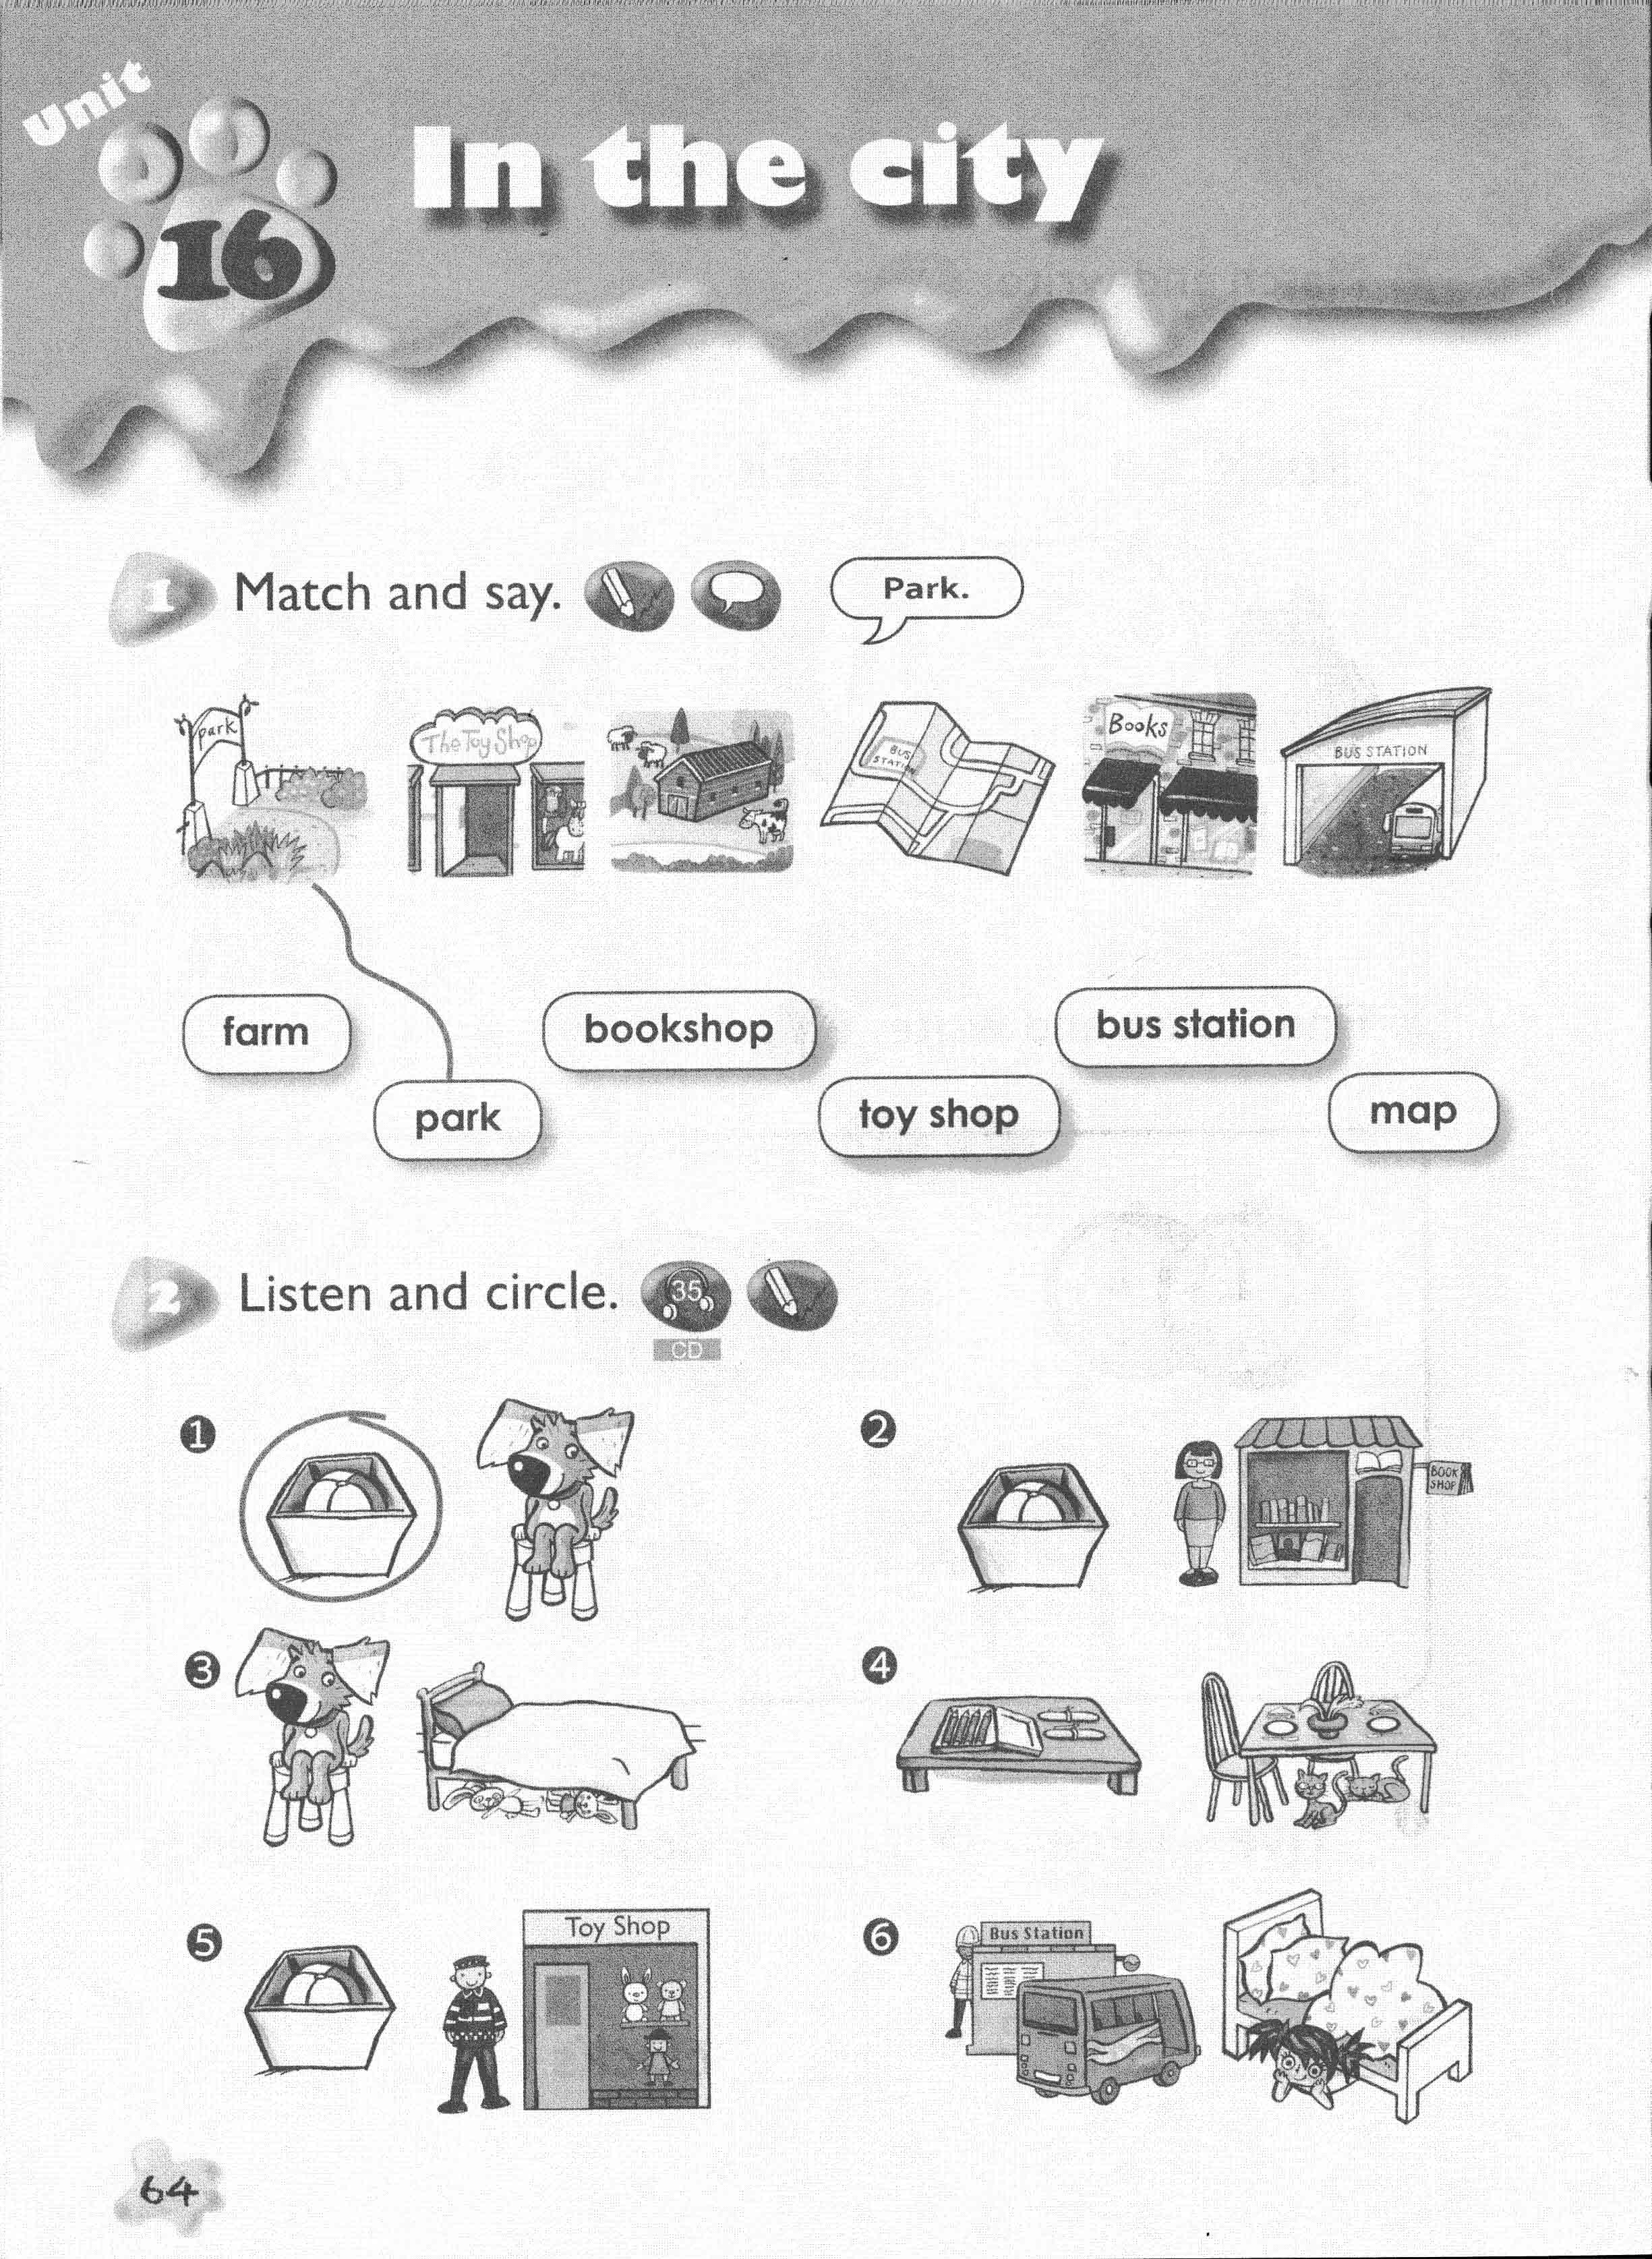 Unit
16
In the city
1 Match and say.
Park.
park
The Toy Shop
BUS STATION
Books
BUS STATION
farm
bookshop
bus station
park
toy shop
map
2 Listen and circle.
35
CD
1
2
BOOK
SHOP
3
4
5
Toy Shop
6
Bus Station
64